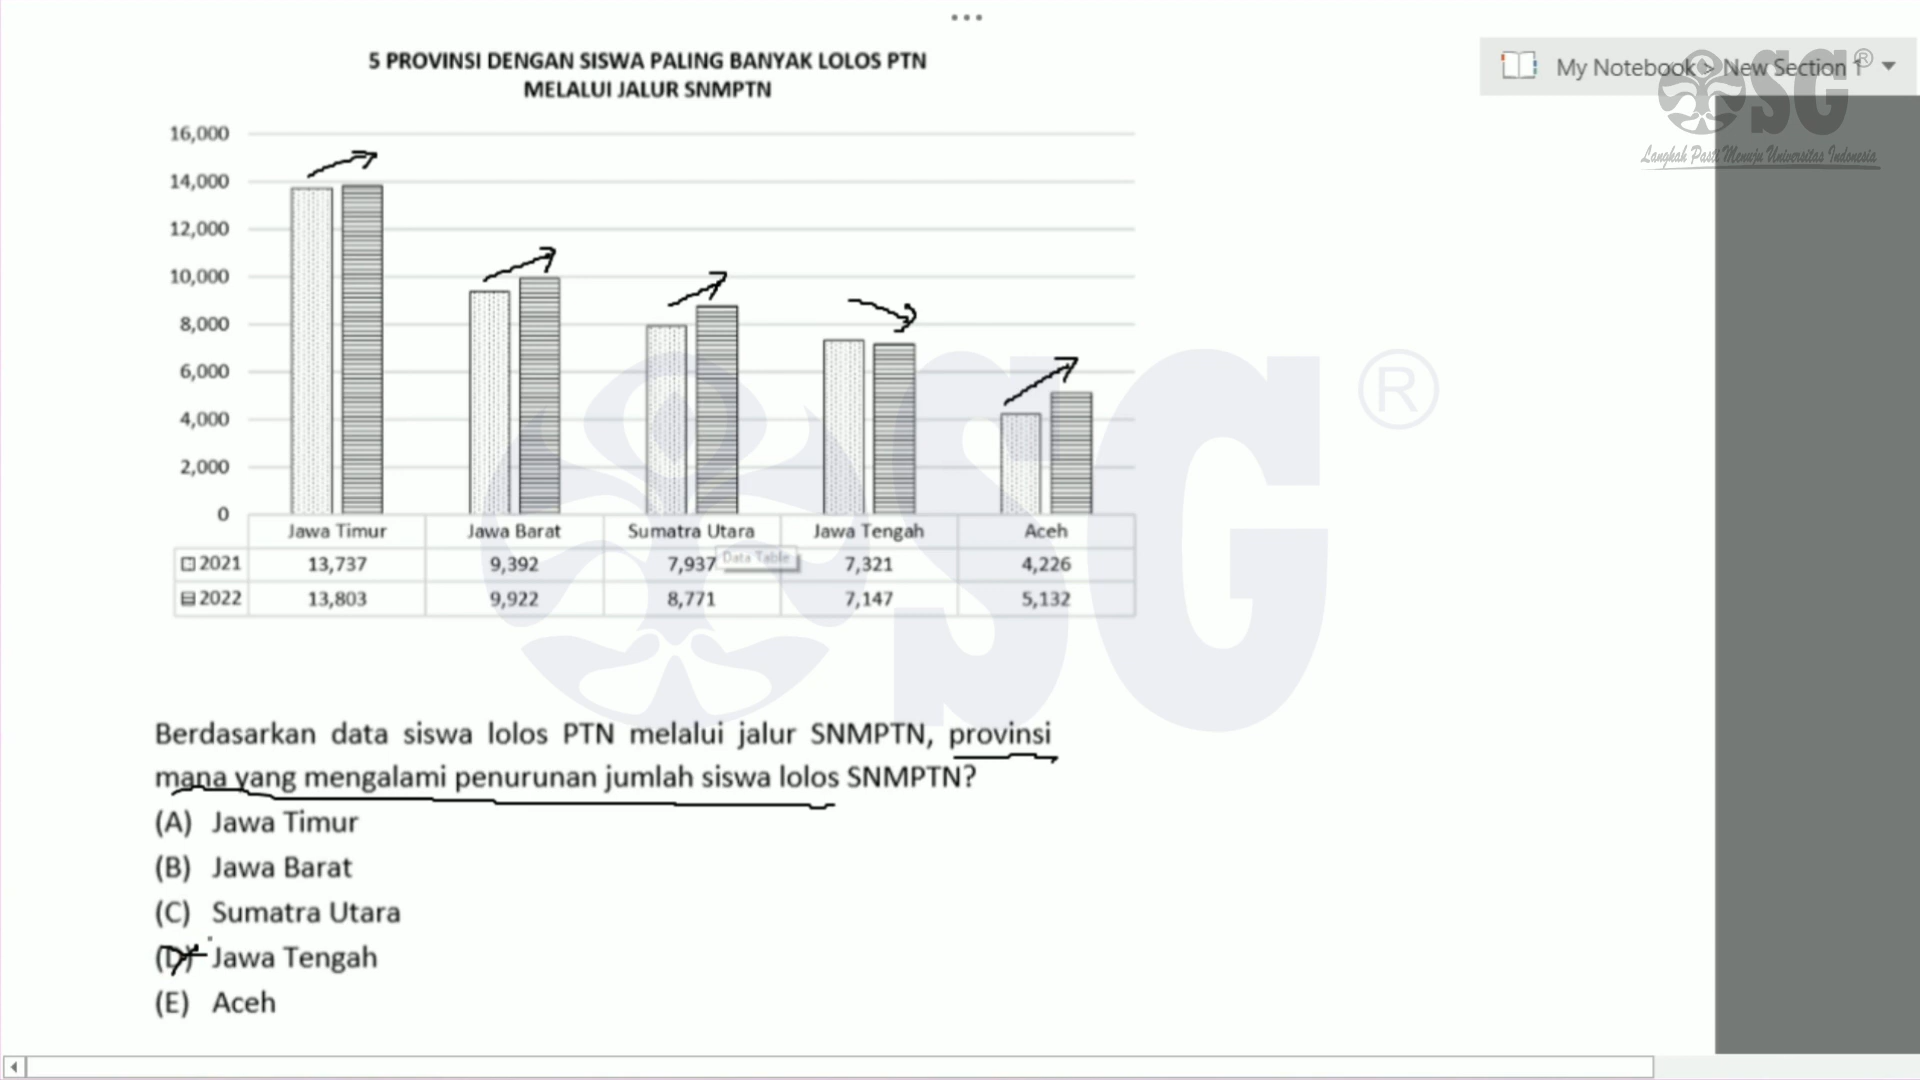 5 PROVINSI DENGAN SISWA PALING BANYAK LOLOS PTN
MELALUI JALUR SNMPTN
My Notebook > New Section 1
SG®
Langkah Pasti Menuju Universitas Indonesia
16,000
14,000
12,000
10,000
8,000
6,000
4,000
2,000
0
SG®
Jawa Timur Jawa Barat Sumatra Utara Jawa Tengah Aceh
2021 13,737 9,392 7,937 7,321 4,226
Data Table
2022 13,803 9,922 8,771 7,147 5,132
Berdasarkan data siswa lolos PTN melalui jalur SNMPTN, provinsi
mana yang mengalami penurunan jumlah siswa lolos SNMPTN?
(A) Jawa Timur
(B) Jawa Barat
(C) Sumatra Utara
(D) Jawa Tengah
(E) Aceh